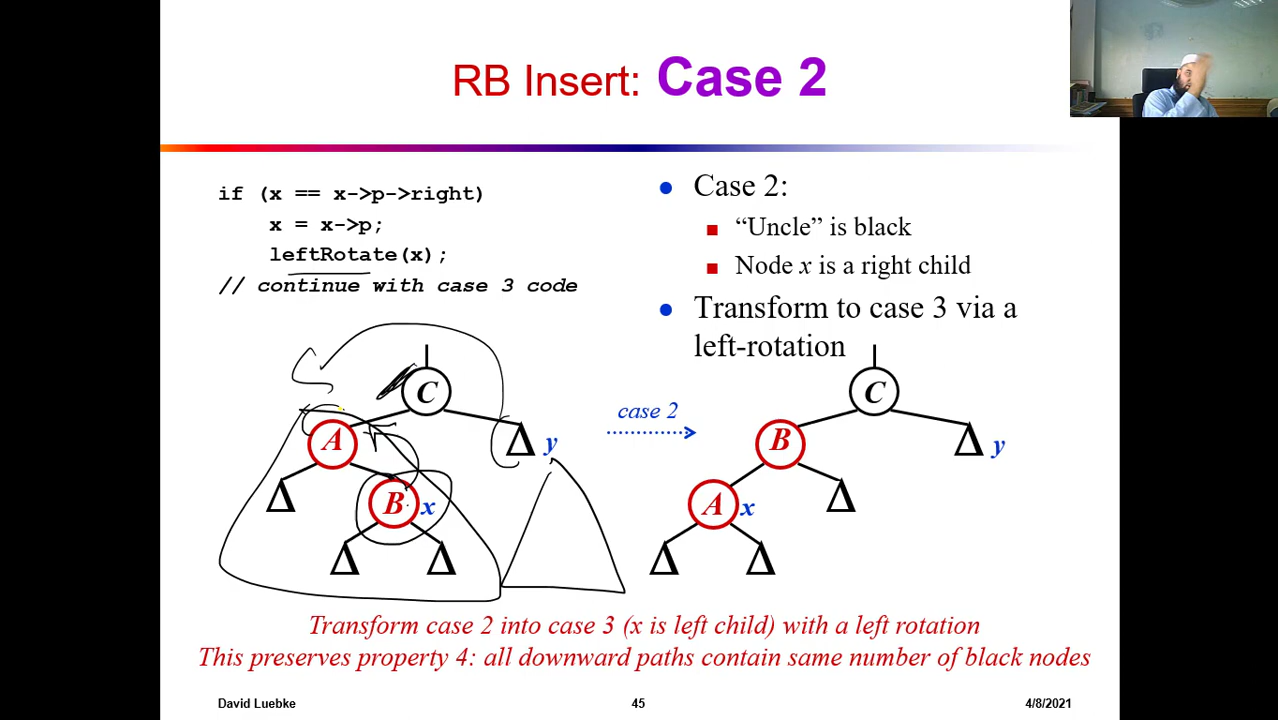 RB Insert: Case 2
if (x == x->p->right)
x = x->p;
leftRotate(x);
// continue with case 3 code
● Case 2:
■ “Uncle” is black
■ Node x is a right child
● Transform to case 3 via a
left-rotation
C
A
Δ y
Δ
B x
Δ Δ
case 2
C
B
Δ y
A x
Δ
Δ Δ
Transform case 2 into case 3 (x is left child) with a left rotation
This preserves property 4: all downward paths contain same number of black nodes
David Luebke 45 4/8/2021